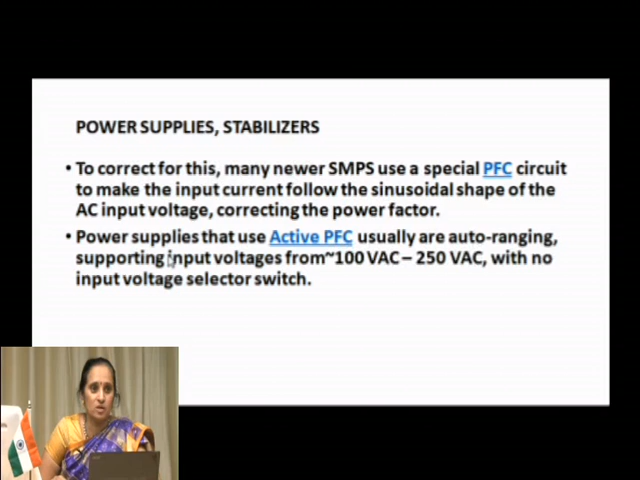 POWER SUPPLIES, STABILIZERS
• To correct for this, many newer SMPS use a special PFC circuit
to make the input current follow the sinusoidal shape of the
AC input voltage, correcting the power factor.
• Power supplies that use Active PFC usually are auto-ranging,
supporting input voltages from~100 VAC – 250 VAC, with no
input voltage selector switch.